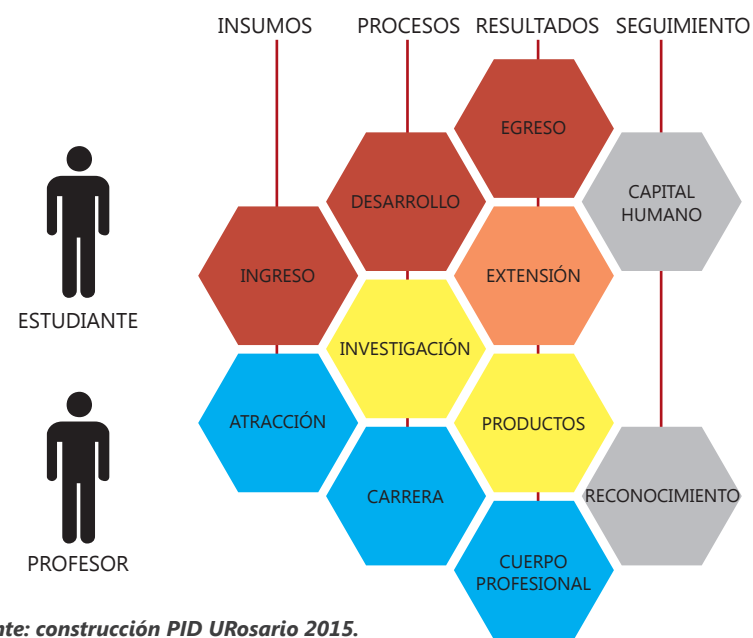 INSUMOS PROCESOS RESULTADOS SEGUIMIENTO
EGRESO
DESARROLLO
CAPITAL
HUMANO
INGRESO
EXTENSIÓN
ESTUDIANTE
INVESTIGACIÓN
ATRACCIÓN
PRODUCTOS
CARRERA
RECONOCIMIENTO
PROFESOR
CUERPO
PROFESIONAL
nte: construcción PID URosario 2015.